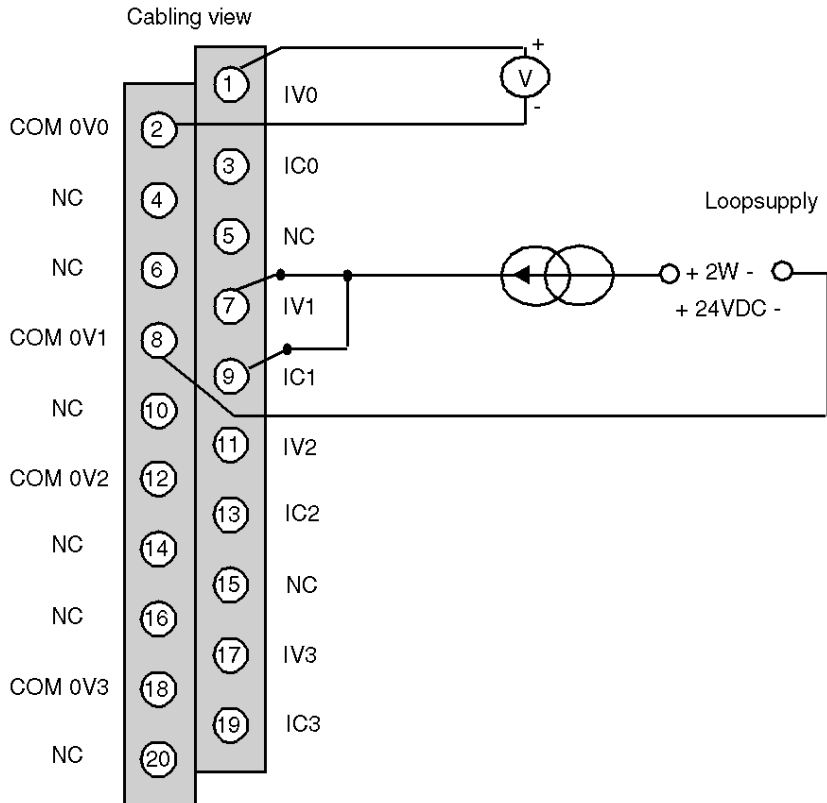 Cabling view
+
1
V
IV0
-
COM 0V0
2
3
IC0
NC
4
Loopsupply
5
NC
NC
6
+ 2W -
7
IV1
+ 24VDC -
COM 0V1
8
9
IC1
NC
10
11
IV2
COM 0V2
12
13
IC2
NC
14
15
NC
NC
16
17
IV3
COM 0V3
18
19
IC3
NC
20